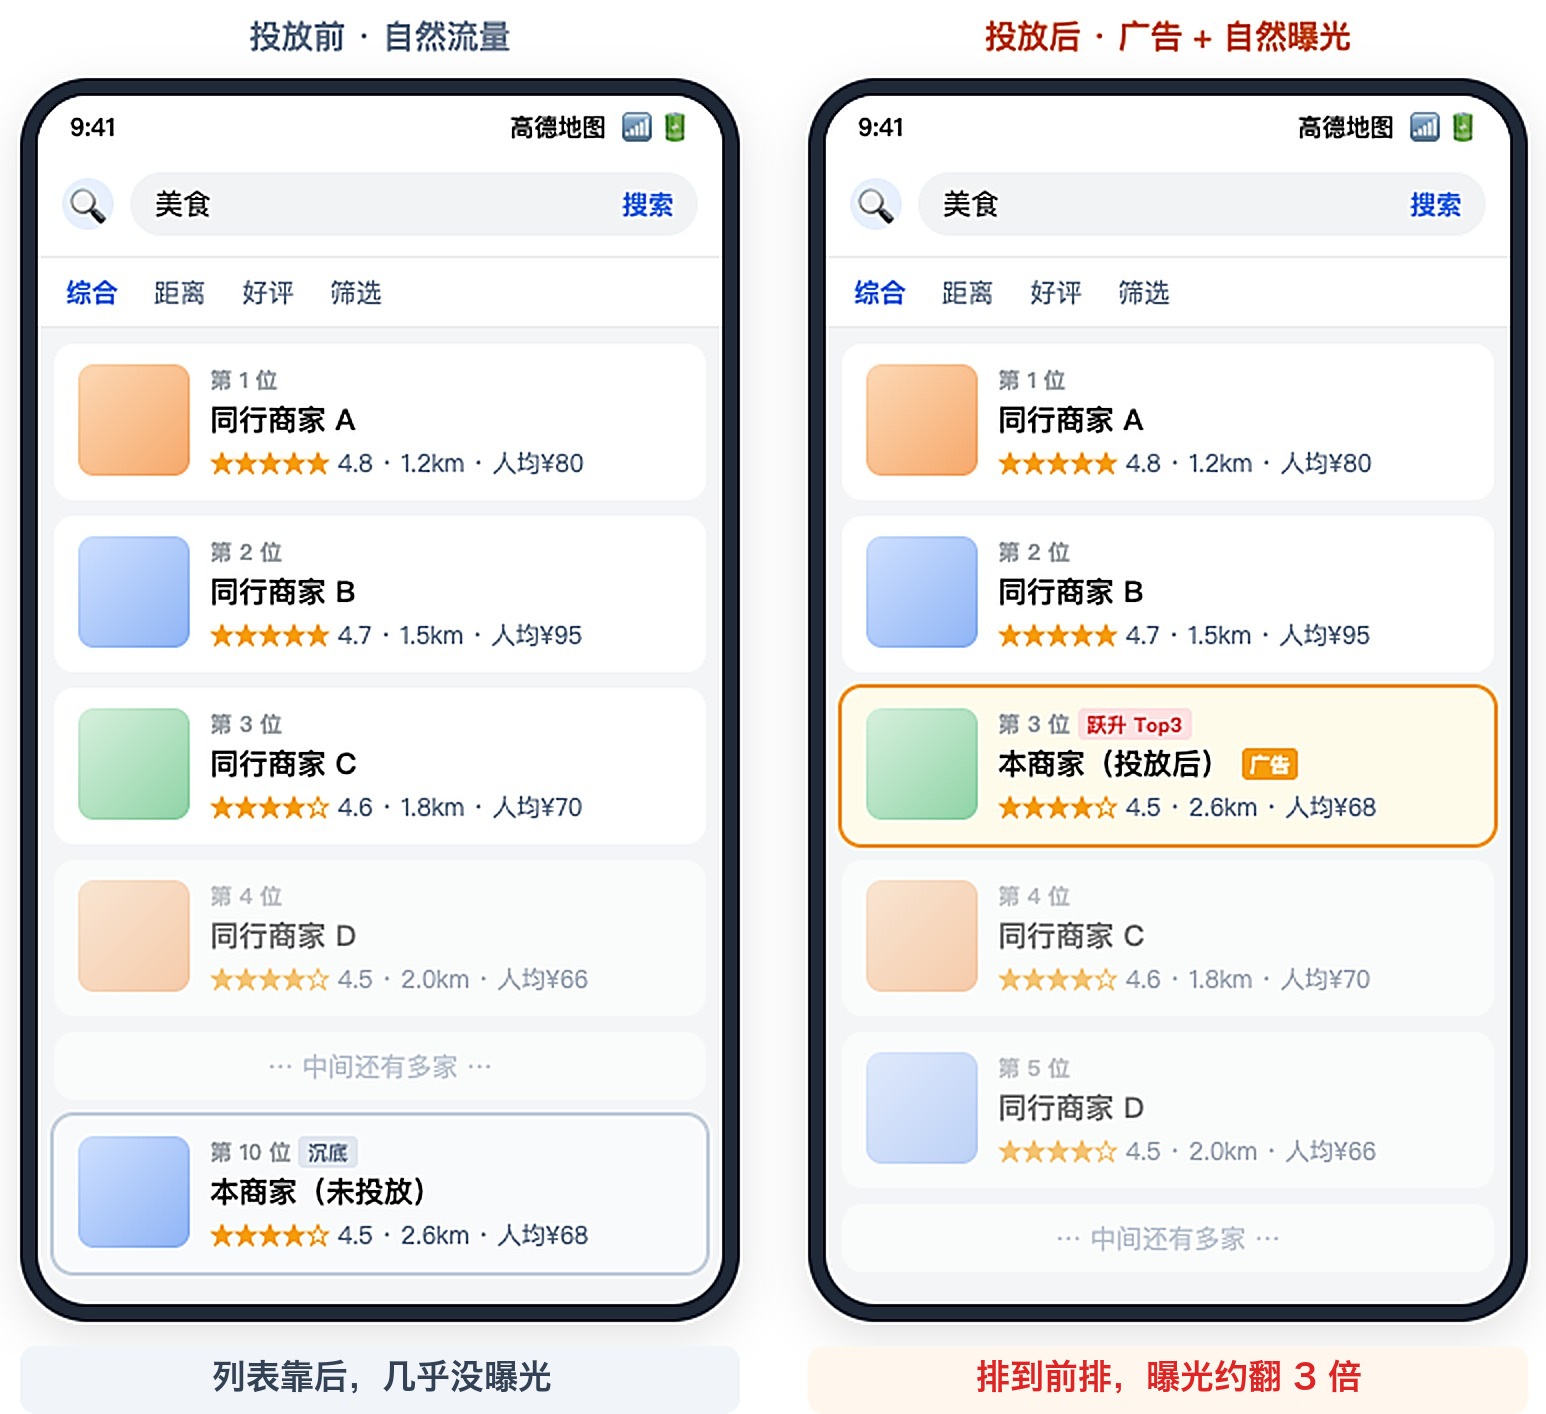 投放前 · 自然流量
9:41 高德地图
美食 搜索
综合 距离 好评 筛选
第 1 位
同行商家 A
★★★★★ 4.8 · 1.2km · 人均¥80
第 2 位
同行商家 B
★★★★★ 4.7 · 1.5km · 人均¥95
第 3 位
同行商家 C
★★★★☆ 4.6 · 1.8km · 人均¥70
第 4 位
同行商家 D
★★★★☆ 4.5 · 2.0km · 人均¥66
··· 中间还有多家 ···
第 10 位 沉底
本商家（未投放）
★★★★☆ 4.5 · 2.6km · 人均¥68
列表靠后，几乎没曝光
投放后 · 广告 + 自然曝光
9:41 高德地图
美食 搜索
综合 距离 好评 筛选
第 1 位
同行商家 A
★★★★★ 4.8 · 1.2km · 人均¥80
第 2 位
同行商家 B
★★★★★ 4.7 · 1.5km · 人均¥95
第 3 位 跃升 Top3
本商家（投放后） 广告
★★★★☆ 4.5 · 2.6km · 人均¥68
第 4 位
同行商家 C
★★★★☆ 4.6 · 1.8km · 人均¥70
第 5 位
同行商家 D
★★★★☆ 4.5 · 2.0km · 人均¥66
··· 中间还有多家 ···
排到前排，曝光约翻 3 倍